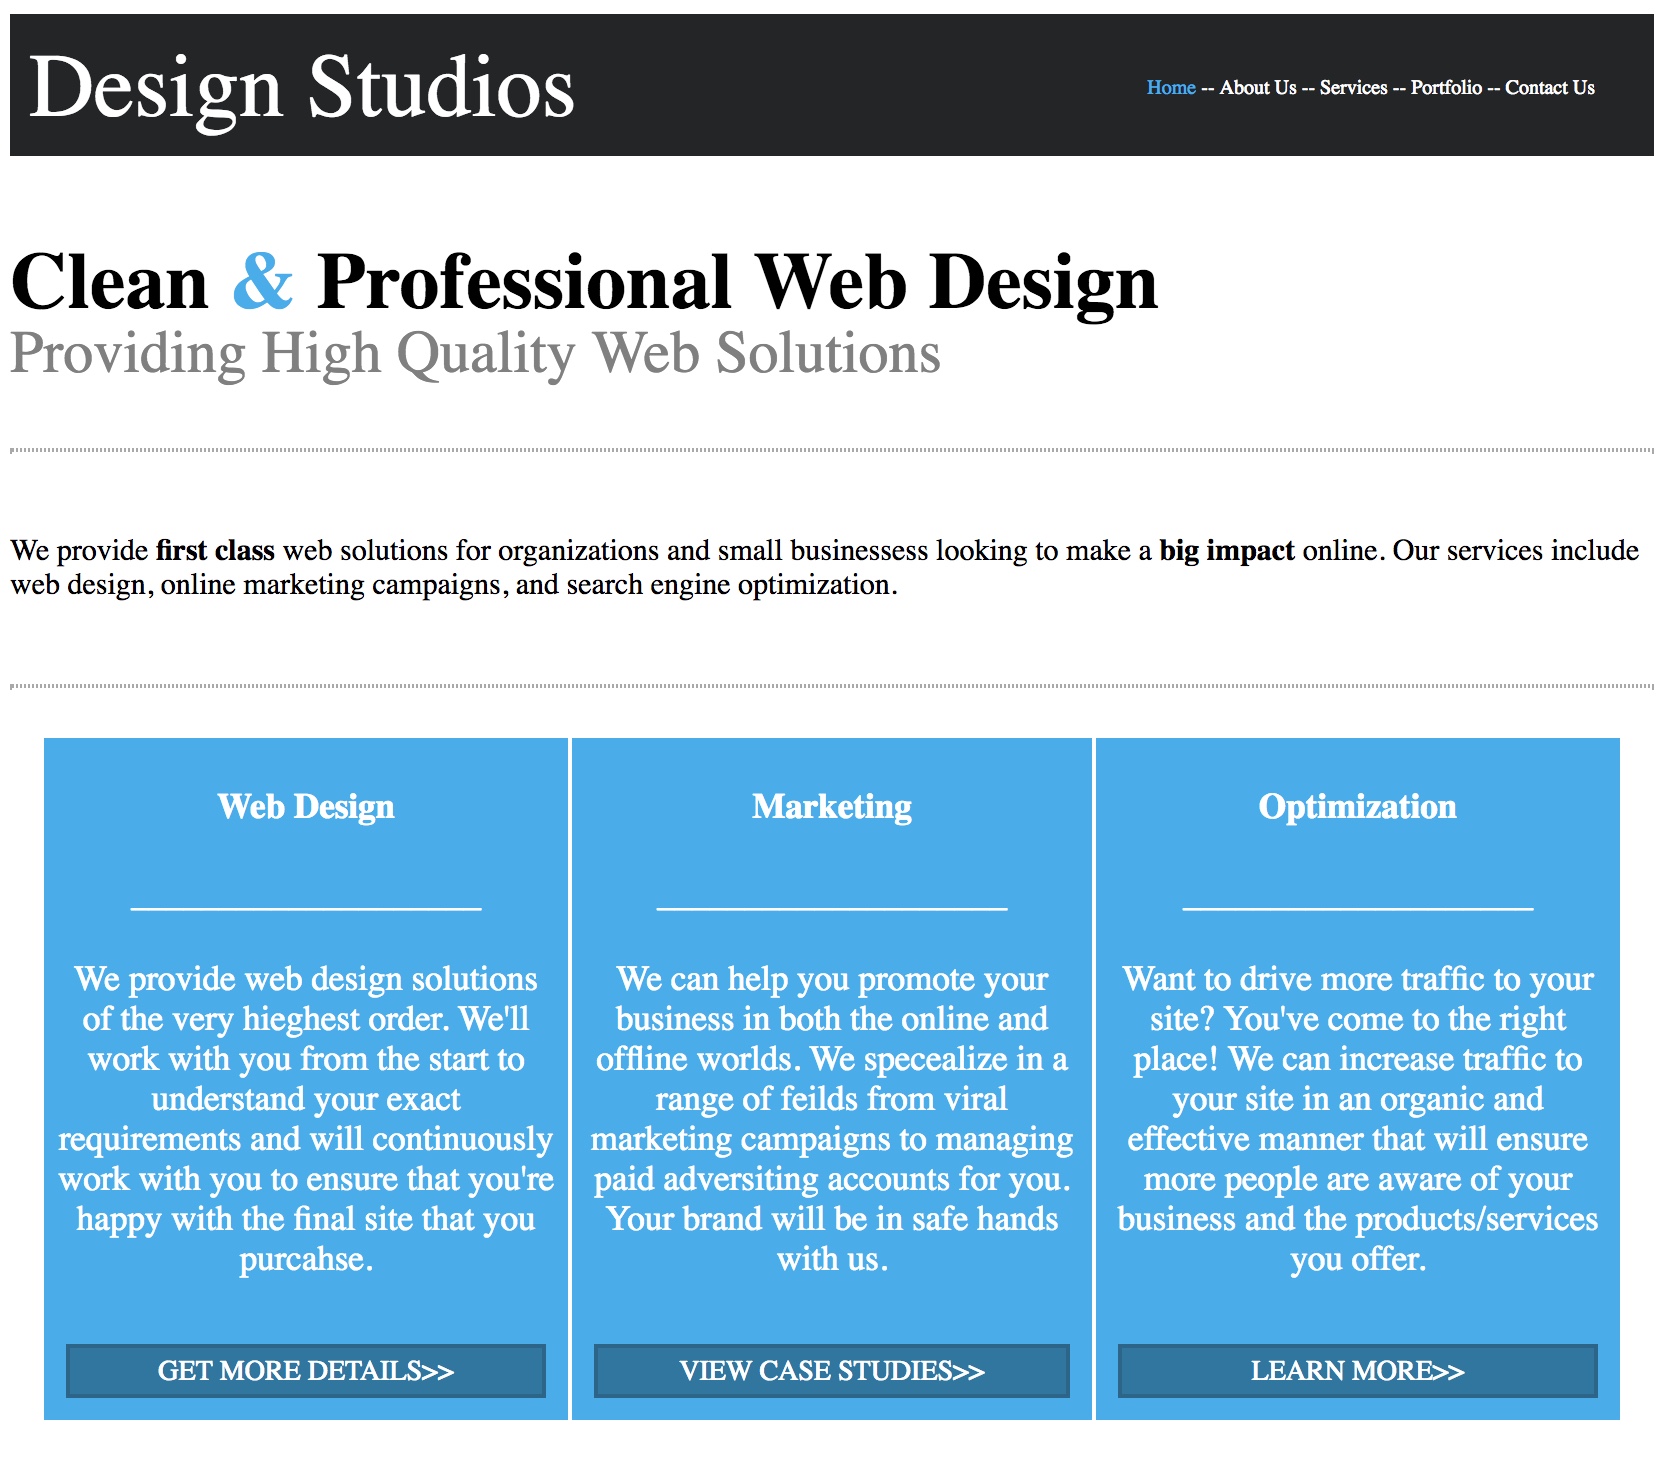 Design Studios
Home -- About Us -- Services -- Portfolio -- Contact Us
Clean & Professional Web Design
Providing High Quality Web Solutions
We provide first class web solutions for organizations and small businessess looking to make a big impact online. Our services include
web design, online marketing campaigns, and search engine optimization.
Web Design
We provide web design solutions
of the very hieghest order. We'll
work with you from the start to
understand your exact
requirements and will continuously
work with you to ensure that you're
happy with the final site that you
purcahse.
GET MORE DETAILS>>
Marketing
We can help you promote your
business in both the online and
offline worlds. We specealize in a
range of feilds from viral
marketing campaigns to managing
paid adversiting accounts for you.
Your brand will be in safe hands
with us.
VIEW CASE STUDIES>>
Optimization
Want to drive more traffic to your
site? You've come to the right
place! We can increase traffic to
your site in an organic and
effective manner that will ensure
more people are aware of your
business and the products/services
you offer.
LEARN MORE>>